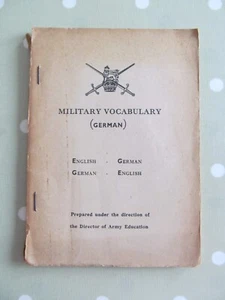 MILITARY VOCABULARY
(GERMAN)
ENGLISH - GERMAN
GERMAN - ENGLISH
Prepared under the direction of
the Director of Army Education